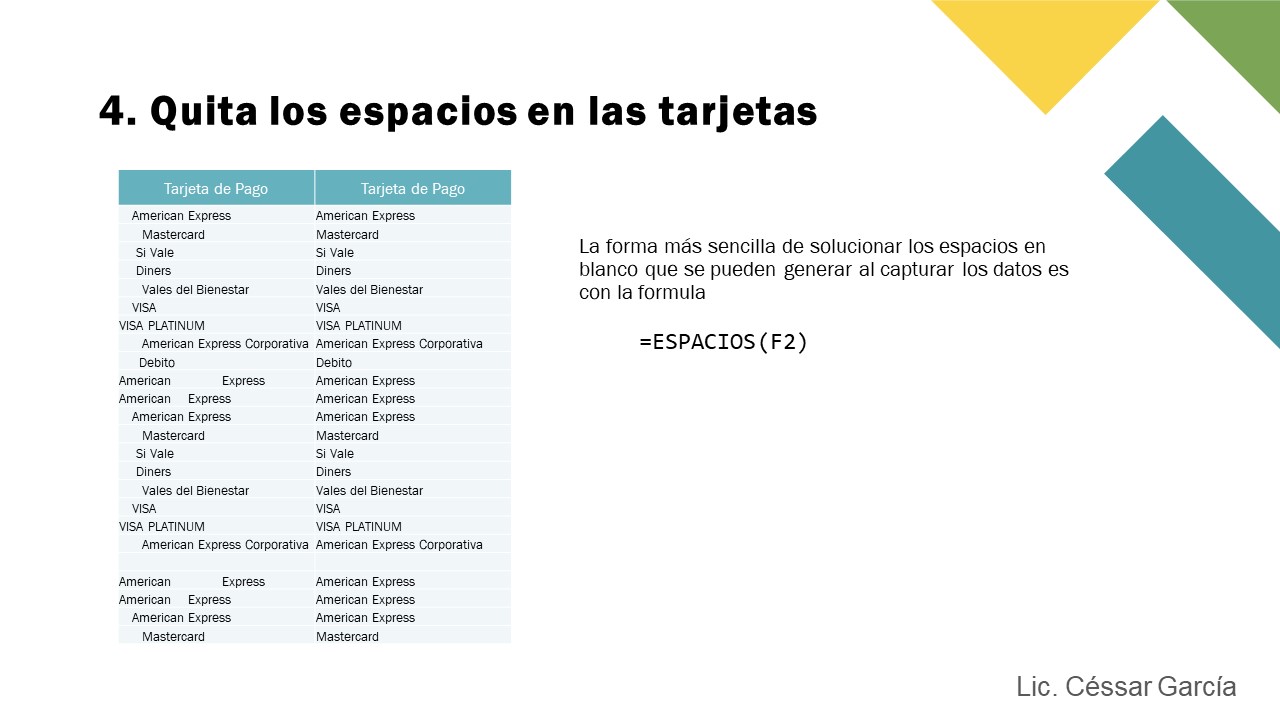 4. Quita los espacios en las tarjetas
Tarjeta de Pago Tarjeta de Pago
American Express American Express
Mastercard Mastercard
Si Vale Si Vale
Diners Diners
Vales del Bienestar Vales del Bienestar
VISA VISA
VISA PLATINUM VISA PLATINUM
American Express Corporativa American Express Corporativa
Debito Debito
American Express American Express
American Express American Express
American Express American Express
Mastercard Mastercard
Si Vale Si Vale
Diners Diners
Vales del Bienestar Vales del Bienestar
VISA VISA
VISA PLATINUM VISA PLATINUM
American Express Corporativa American Express Corporativa
American Express American Express
American Express American Express
American Express American Express
Mastercard Mastercard
La forma más sencilla de solucionar los espacios en
blanco que se pueden generar al capturar los datos es
con la formula
=ESPACIOS(F2)
Lic. Céssar García